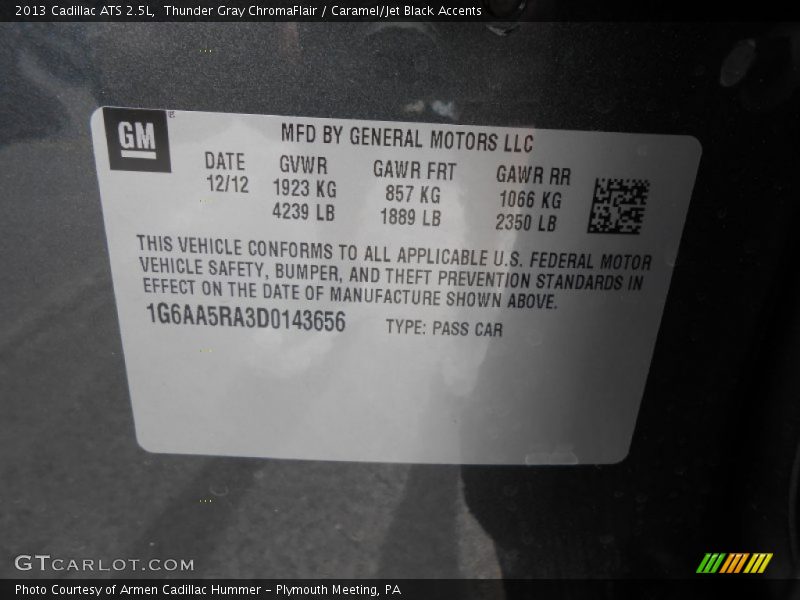 2013 Cadillac ATS 2.5L, Thunder Gray ChromaFlair / Caramel/Jet Black Accents
GM ®
MFD BY GENERAL MOTORS LLC
DATE GVWR GAWR FRT GAWR RR
12/12 1923 KG 857 KG 1066 KG
4239 LB 1889 LB 2350 LB
THIS VEHICLE CONFORMS TO ALL APPLICABLE U.S. FEDERAL MOTOR
VEHICLE SAFETY, BUMPER, AND THEFT PREVENTION STANDARDS IN
EFFECT ON THE DATE OF MANUFACTURE SHOWN ABOVE.
1G6AA5RA3D0143656 TYPE: PASS CAR
GTCARLOT.COM
Photo Courtesy of Armen Cadillac Hummer - Plymouth Meeting, PA